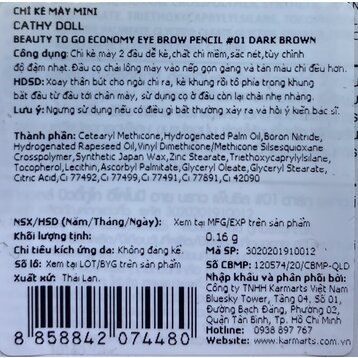 CHÌ KẺ MÀY MINI
CATHY DOLL
BEAUTY TO GO ECONOMY EYE BROW PENCIL #01 DARK BROWN
Công dụng: Chì kẻ mày 2 đầu dễ kẻ, chất chì mềm, sắc nét, tùy chỉnh
độ đậm nhạt. Đầu cọ chải lông mày vào nếp gọn gàng và tán màu chì đều hơn.
HDSD: Xoay thân bút cho ngòi chì ra, kẻ khung chân mày từ phía trong khung
bắt đầu từ đầu tới chân mày, sử dụng cọ ở đầu còn lại chải nhẹ nhàng.
Lưu ý: Ngưng sử dụng nếu có điều gì bất thường xảy ra và hỏi ý kiến bác sĩ.
Thành phần: Cetearyl Methicone, Hydrogenated Palm Oil, Boron Nitride,
Hydrogenated Rapeseed Oil, Vinyl Dimethicone/Methicone Silsesquioxane
Crosspolymer, Synthetic Japan Wax, Zinc Stearate, Triethoxycaprylylsilane,
Tocopherol, Lecithin, Ascorbyl Palmitate, Glyceryl Oleate, Glyceryl Stearate,
Citric Acid, CI 77492, CI 77499, CI 77491, CI 77891, CI 42090
NSX/HSD (Năm/Tháng/Ngày): Xem tại MFG/EXP trên sản phẩm
Khối lượng tịnh: 0.16 g
Chỉ tiêu kích ứng da: Không đáng kể. Mã SP: 3020201910012
Số lô: Xem tại LOT/BYG trên sản phẩm Số CBMP: 120574/20/CBMP-QLD
Xuất xứ: Thái Lan. Nhập khẩu và phân phối bởi:
Công ty TNHH Karmarts Việt Nam
Bluesky Tower, Tầng 04, Số 01,
Đường Bạch Đằng, Phường 02,
Quận Tân Bình, Tp. Hồ Chí Minh
Hotline: 0938 897 767
Website: www.karmarts.vn
8 858842 074480